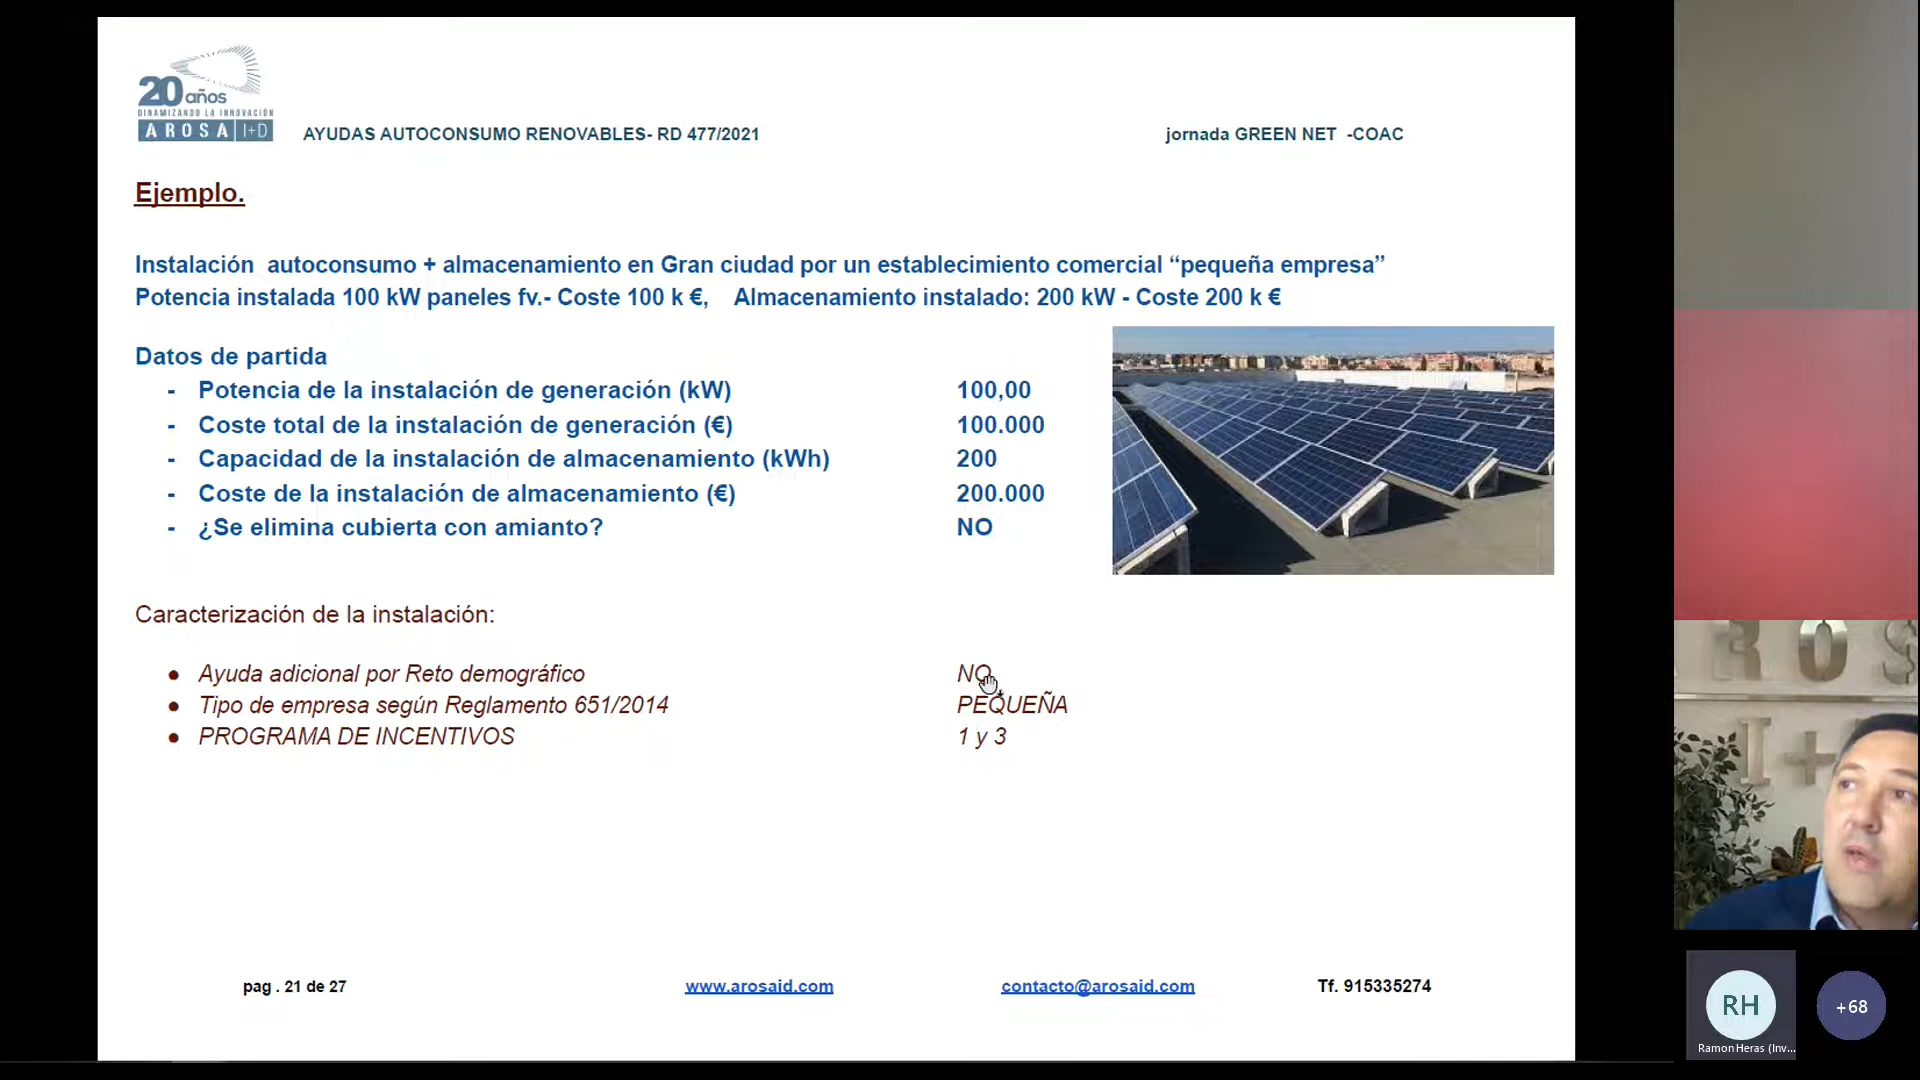 20 años
DINAMIZANDO LA INNOVACIÓN
AROSA I+D
AYUDAS AUTOCONSUMO RENOVABLES- RD 477/2021
jornada GREEN NET -COAC
Ejemplo.
Instalación autoconsumo + almacenamiento en Gran ciudad por un establecimiento comercial “pequeña empresa”
Potencia instalada 100 kW paneles fv.- Coste 100 k €, Almacenamiento instalado: 200 kW - Coste 200 k €
Datos de partida
- Potencia de la instalación de generación (kW) 100,00
- Coste total de la instalación de generación (€) 100.000
- Capacidad de la instalación de almacenamiento (kWh) 200
- Coste de la instalación de almacenamiento (€) 200.000
- ¿Se elimina cubierta con amianto? NO
Caracterización de la instalación:
● Ayuda adicional por Reto demográfico NO
● Tipo de empresa según Reglamento 651/2014 PEQUEÑA
● PROGRAMA DE INCENTIVOS 1 y 3
pag . 21 de 27
www.arosaid.com
contacto@arosaid.com
Tf. 915335274
ROS
I+
RH
+68
Ramon Heras (Inv...